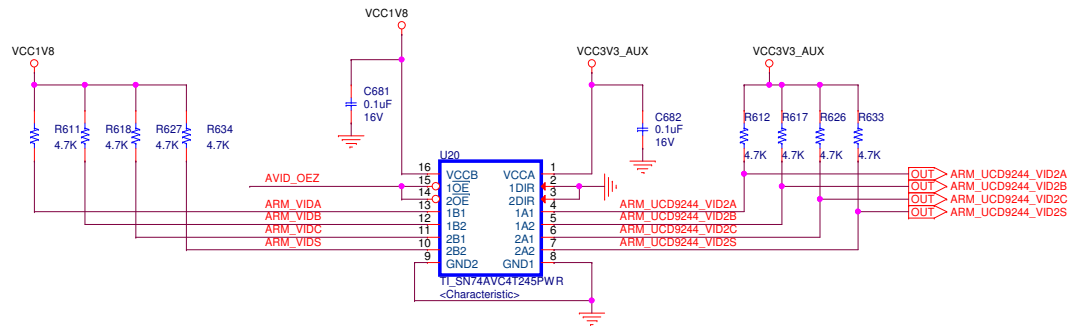 VCC1V8
VCC1V8
VCC3V3_AUX
VCC3V3_AUX
R611
4.7K
R618
4.7K
R627
4.7K
R634
4.7K
C681
0.1uF
16V
C682
0.1uF
16V
R612
4.7K
R617
4.7K
R626
4.7K
R633
4.7K
U20
AVID_OEZ
ARM_VIDA
ARM_VIDB
ARM_VIDC
ARM_VIDS
16
15
14
13
12
11
10
9
VCCB
1OE
2OE
1B1
1B2
2B1
2B2
GND2
VCCA
1DIR
2DIR
1A1
1A2
2A1
2A2
GND1
1
2
3
4
5
6
7
8
ARM_UCD9244_VID2A
ARM_UCD9244_VID2B
ARM_UCD9244_VID2C
ARM_UCD9244_VID2S
OUT ARM_UCD9244_VID2A
OUT ARM_UCD9244_VID2B
OUT ARM_UCD9244_VID2C
OUT ARM_UCD9244_VID2S
TI_SN74AVC4T245PWR
<Characteristic>